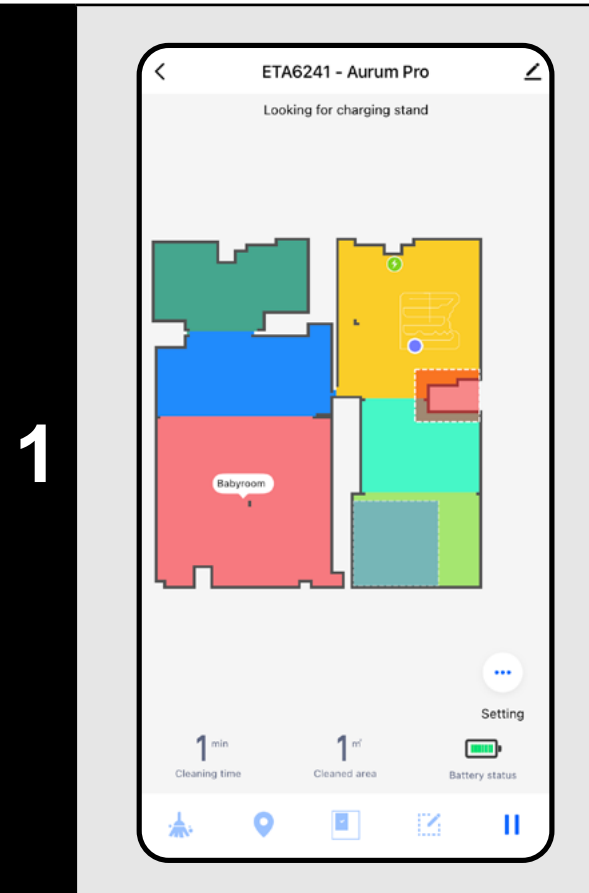 1
ETA6241 - Aurum Pro
Looking for charging stand
Babyroom
Setting
1 min
1 ㎡
Cleaning time
Cleaned area
Battery status